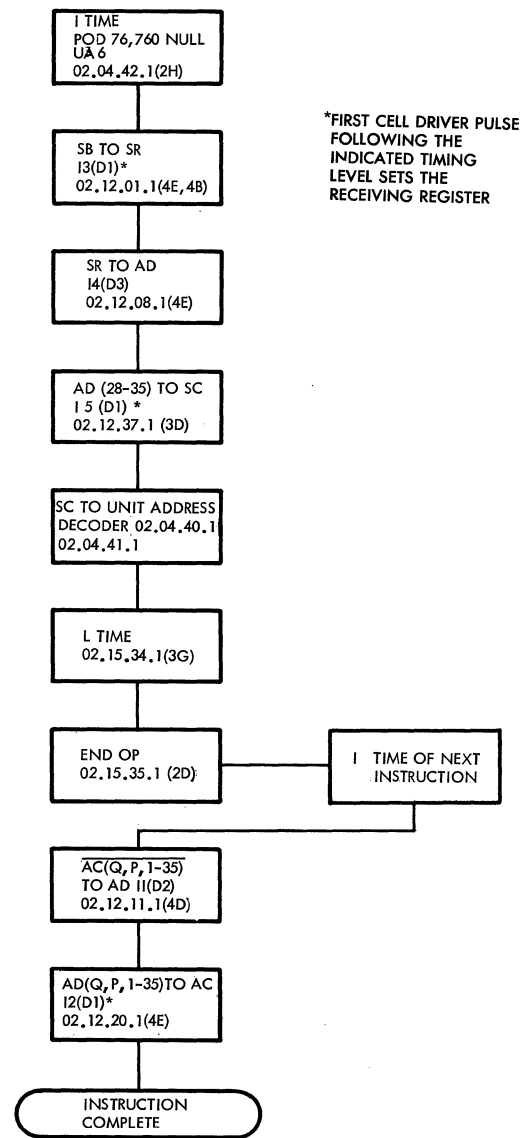 I TIME
POD 76,760 NULL
UA 6
02.04.42.1(2H)
*FIRST CELL DRIVER PULSE
FOLLOWING THE
INDICATED TIMING
LEVEL SETS THE
RECEIVING REGISTER
SB TO SR
I3(D1)*
02.12.01.1(4E,4B)
SR TO AD
I4(D3)
02.12.08.1(4E)
AD (28-35) TO SC
I 5 (D1) *
02.12.37.1 (3D)
SC TO UNIT ADDRESS
DECODER 02.04.40.1
02.04.41.1
L TIME
02.15.34.1(3G)
END OP
02.15.35.1 (2D)
I TIME OF NEXT
INSTRUCTION
AC(Q,P,1-35)
TO AD I1(D2)
02.12.11.1(4D)
AD(Q,P,1-35)TO AC
I2(D1)*
02.12.20.1(4E)
INSTRUCTION
COMPLETE